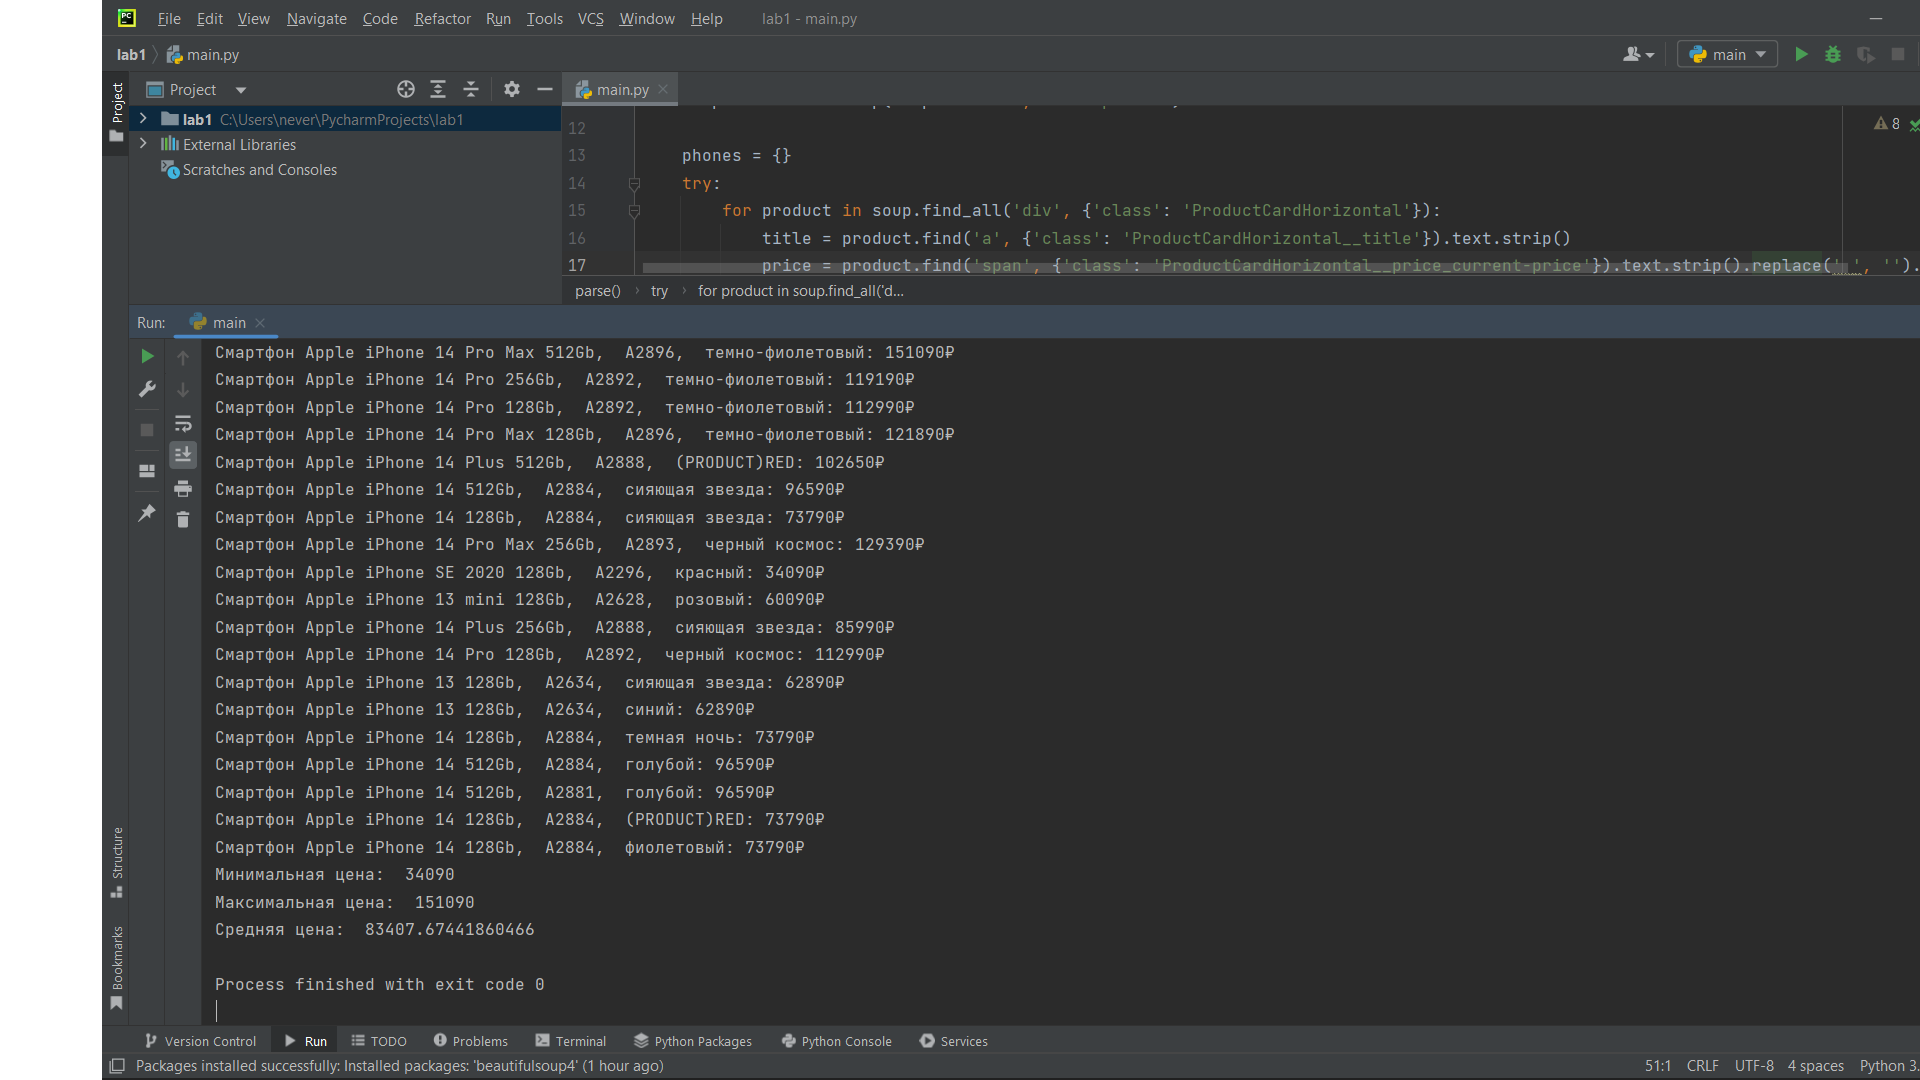 File Edit View Navigate Code Refactor Run Tools VCS Window Help lab1 - main.py
lab1 main.py
main
Project
Project
main.py
lab1 C:\Users\never\PycharmProjects\lab1
External Libraries
Scratches and Consoles
8
12
13 phones = {}
14 try:
15 for product in soup.find_all('div', {'class': 'ProductCardHorizontal'}):
16 title = product.find('a', {'class': 'ProductCardHorizontal__title'}).text.strip()
17 price = product.find('span', {'class': 'ProductCardHorizontal__price_current-price'}).text.strip().replace(' ', '').
parse() try for product in soup.find_all('d...
Run: main
Смартфон Apple iPhone 14 Pro Max 512Gb,  A2896,  темно-фиолетовый: 151090₽
Смартфон Apple iPhone 14 Pro 256Gb,  A2892,  темно-фиолетовый: 119190₽
Смартфон Apple iPhone 14 Pro 128Gb,  A2892,  темно-фиолетовый: 112990₽
Смартфон Apple iPhone 14 Pro Max 128Gb,  A2896,  темно-фиолетовый: 121890₽
Смартфон Apple iPhone 14 Plus 512Gb,  A2888,  (PRODUCT)RED: 102650₽
Смартфон Apple iPhone 14 512Gb,  A2884,  сияющая звезда: 96590₽
Смартфон Apple iPhone 14 128Gb,  A2884,  сияющая звезда: 73790₽
Смартфон Apple iPhone 14 Pro Max 256Gb,  A2893,  черный космос: 129390₽
Смартфон Apple iPhone SE 2020 128Gb,  A2296,  красный: 34090₽
Смартфон Apple iPhone 13 mini 128Gb,  A2628,  розовый: 60090₽
Смартфон Apple iPhone 14 Plus 256Gb,  A2888,  сияющая звезда: 85990₽
Смартфон Apple iPhone 14 Pro 128Gb,  A2892,  черный космос: 112990₽
Смартфон Apple iPhone 13 128Gb,  A2634,  сияющая звезда: 62890₽
Смартфон Apple iPhone 13 128Gb,  A2634,  синий: 62890₽
Смартфон Apple iPhone 14 128Gb,  A2884,  темная ночь: 73790₽
Смартфон Apple iPhone 14 512Gb,  A2884,  голубой: 96590₽
Смартфон Apple iPhone 14 512Gb,  A2881,  голубой: 96590₽
Смартфон Apple iPhone 14 128Gb,  A2884,  (PRODUCT)RED: 73790₽
Смартфон Apple iPhone 14 128Gb,  A2884,  фиолетовый: 73790₽
Минимальная цена:  34090
Максимальная цена:  151090
Средняя цена:  83407.67441860466
Process finished with exit code 0
Structure
Bookmarks
Version Control Run TODO Problems Terminal Python Packages Python Console Services
Packages installed successfully: Installed packages: 'beautifulsoup4' (1 hour ago)
51:1 CRLF UTF-8 4 spaces Python 3.